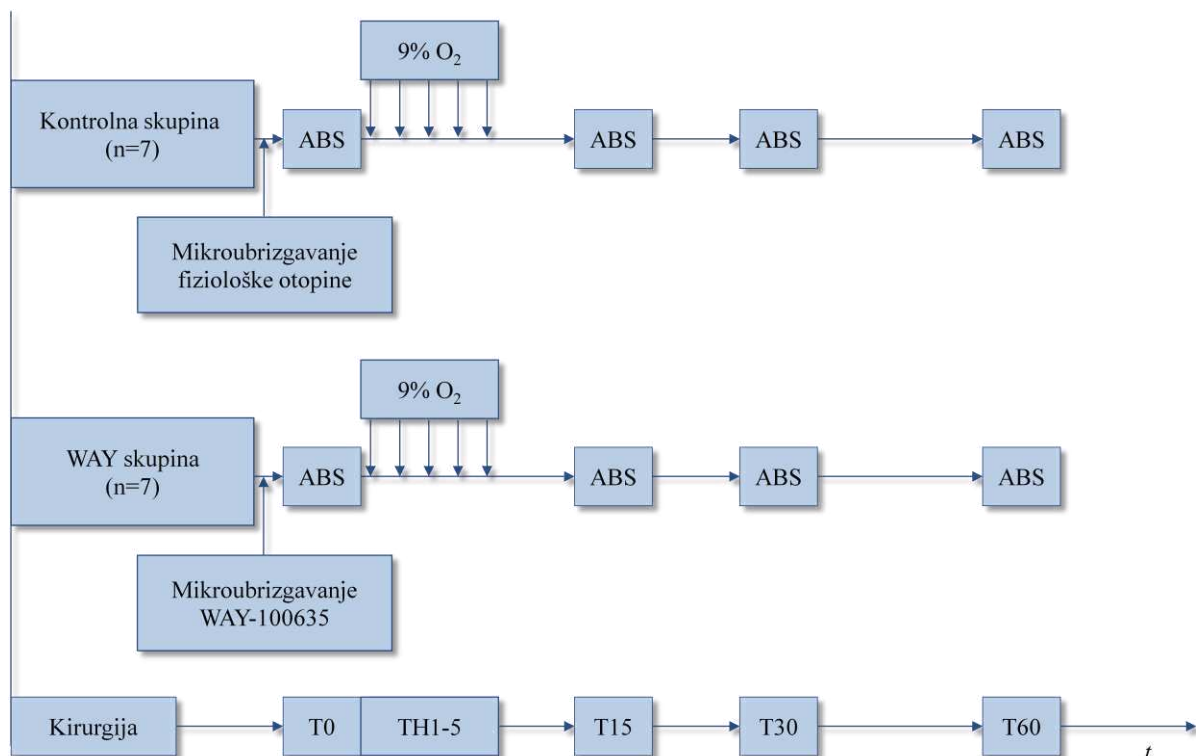 9% O₂
Kontrolna skupina
(n=7)
ABS
ABS
ABS
ABS
Mikroubrizgavanje
fiziološke otopine
9% O₂
WAY skupina
(n=7)
ABS
ABS
ABS
ABS
Mikroubrizgavanje
WAY-100635
Kirurgija
T0
TH1-5
T15
T30
T60
t